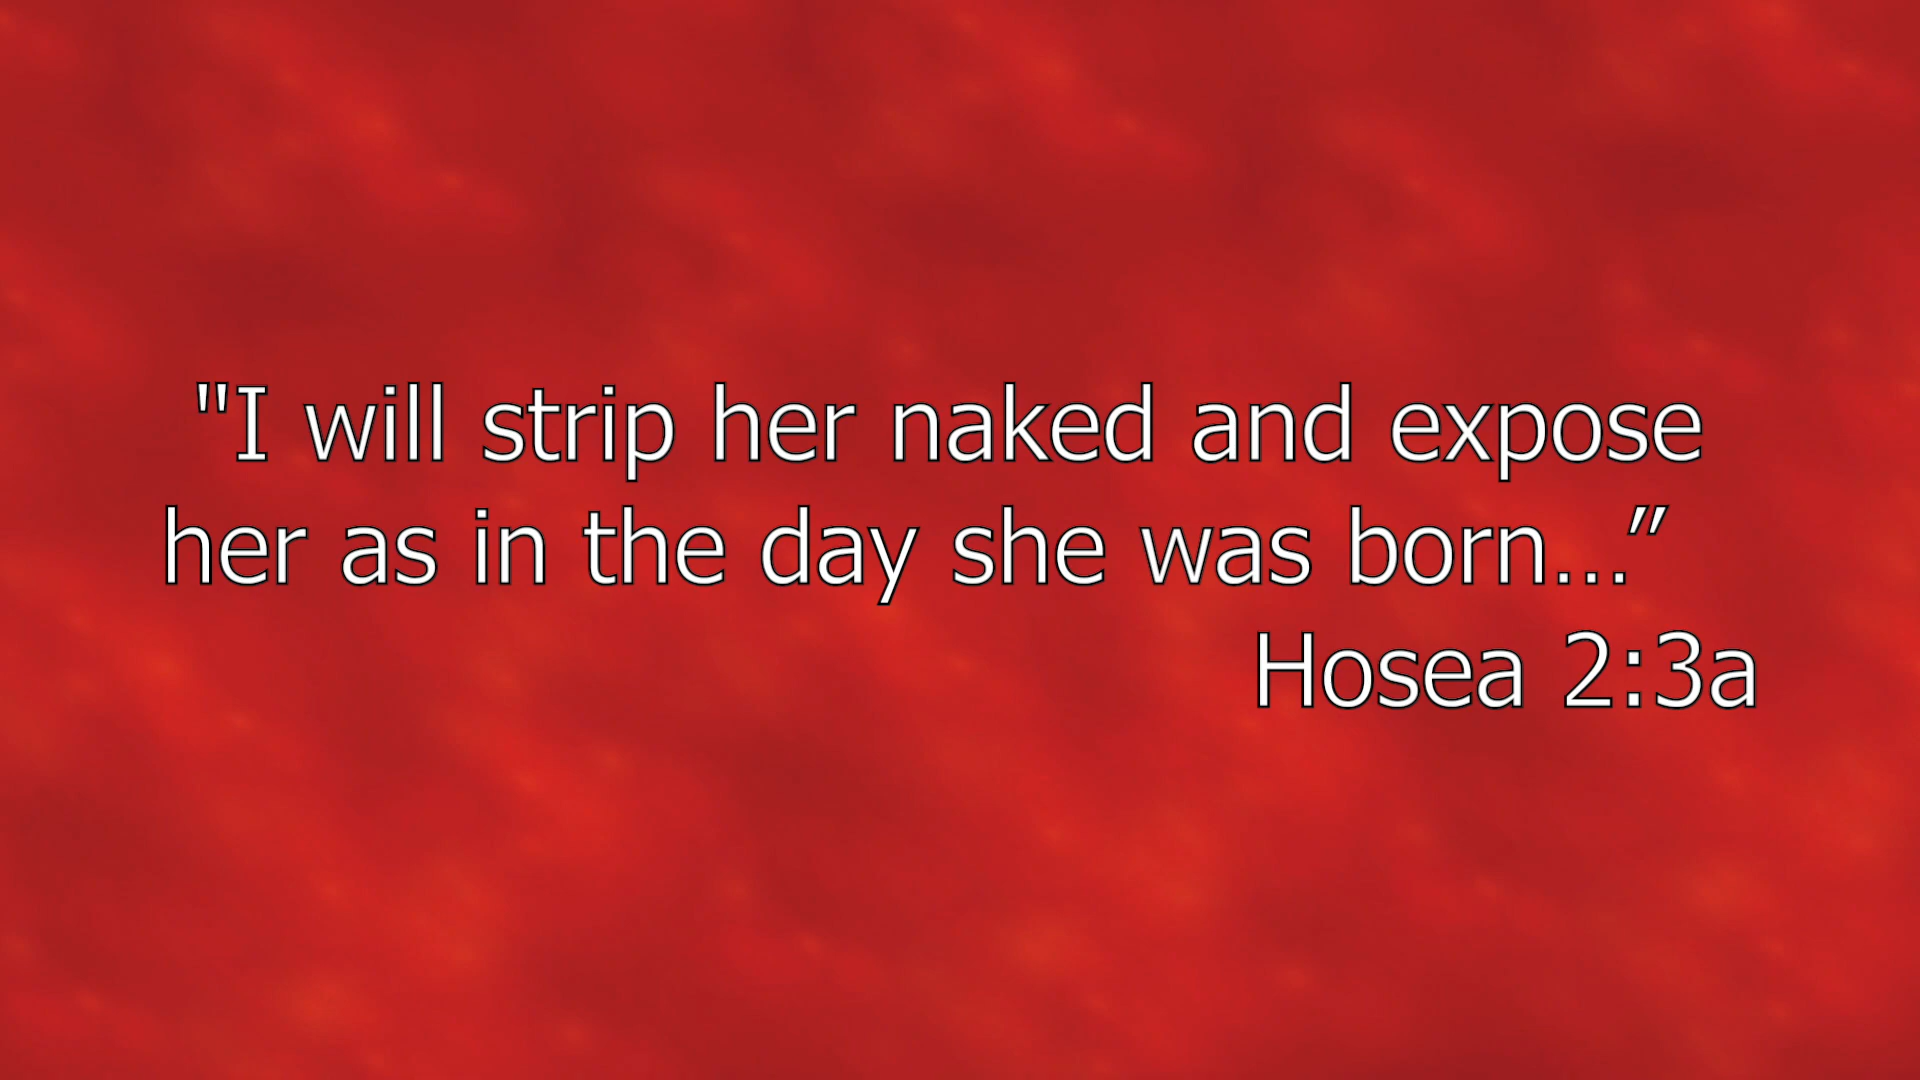 "I will strip her naked and expose
her as in the day she was born…”
Hosea 2:3a